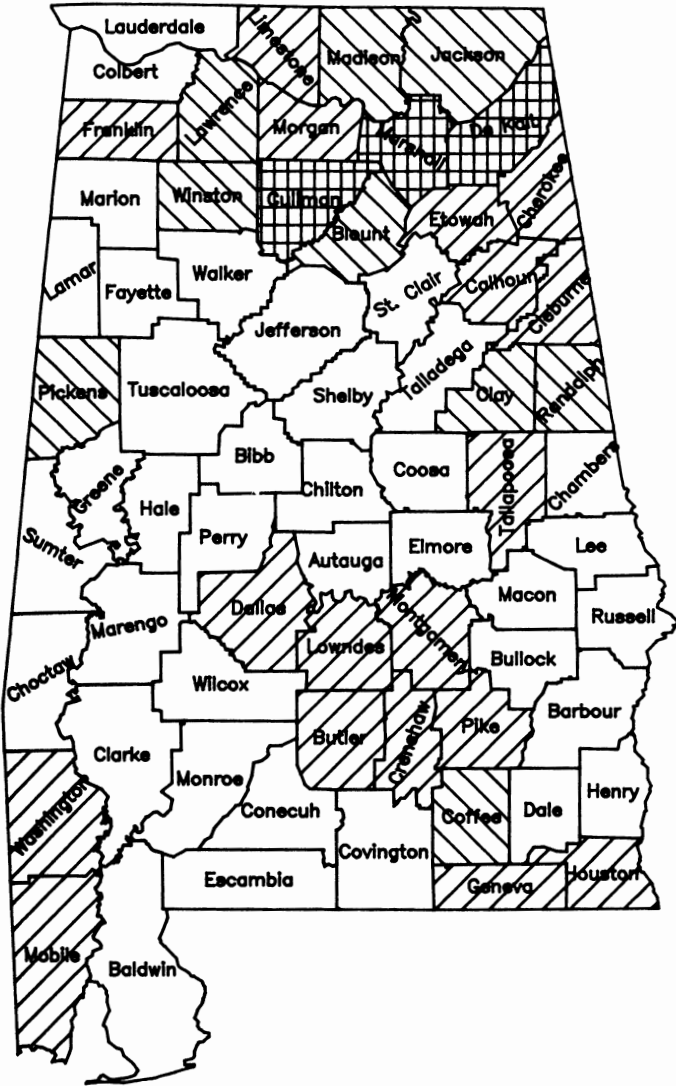 Lauderdale
Limestone
Madison
Jackson
Colbert
Lawrence
Franklin
Morgan
Marshall
De Kalb
Cherokee
Marion
Winston
Cullman
Blount
Etowah
Lamar
Fayette
Walker
St. Clair
Calhoun
Cleburne
Jefferson
Pickens
Tuscaloosa
Shelby
Talladega
Clay
Randolph
Greene
Bibb
Coosa
Tallapoosa
Chambers
Hale
Chilton
Sumter
Perry
Autauga
Elmore
Lee
Macon
Russell
Dallas
Marengo
Lowndes
Montgomery
Choctaw
Wilcox
Bullock
Barbour
Clarke
Butler
Crenshaw
Pike
Monroe
Henry
Washington
Conecuh
Coffee
Dale
Covington
Escambia
Geneva
Houston
Mobile
Baldwin